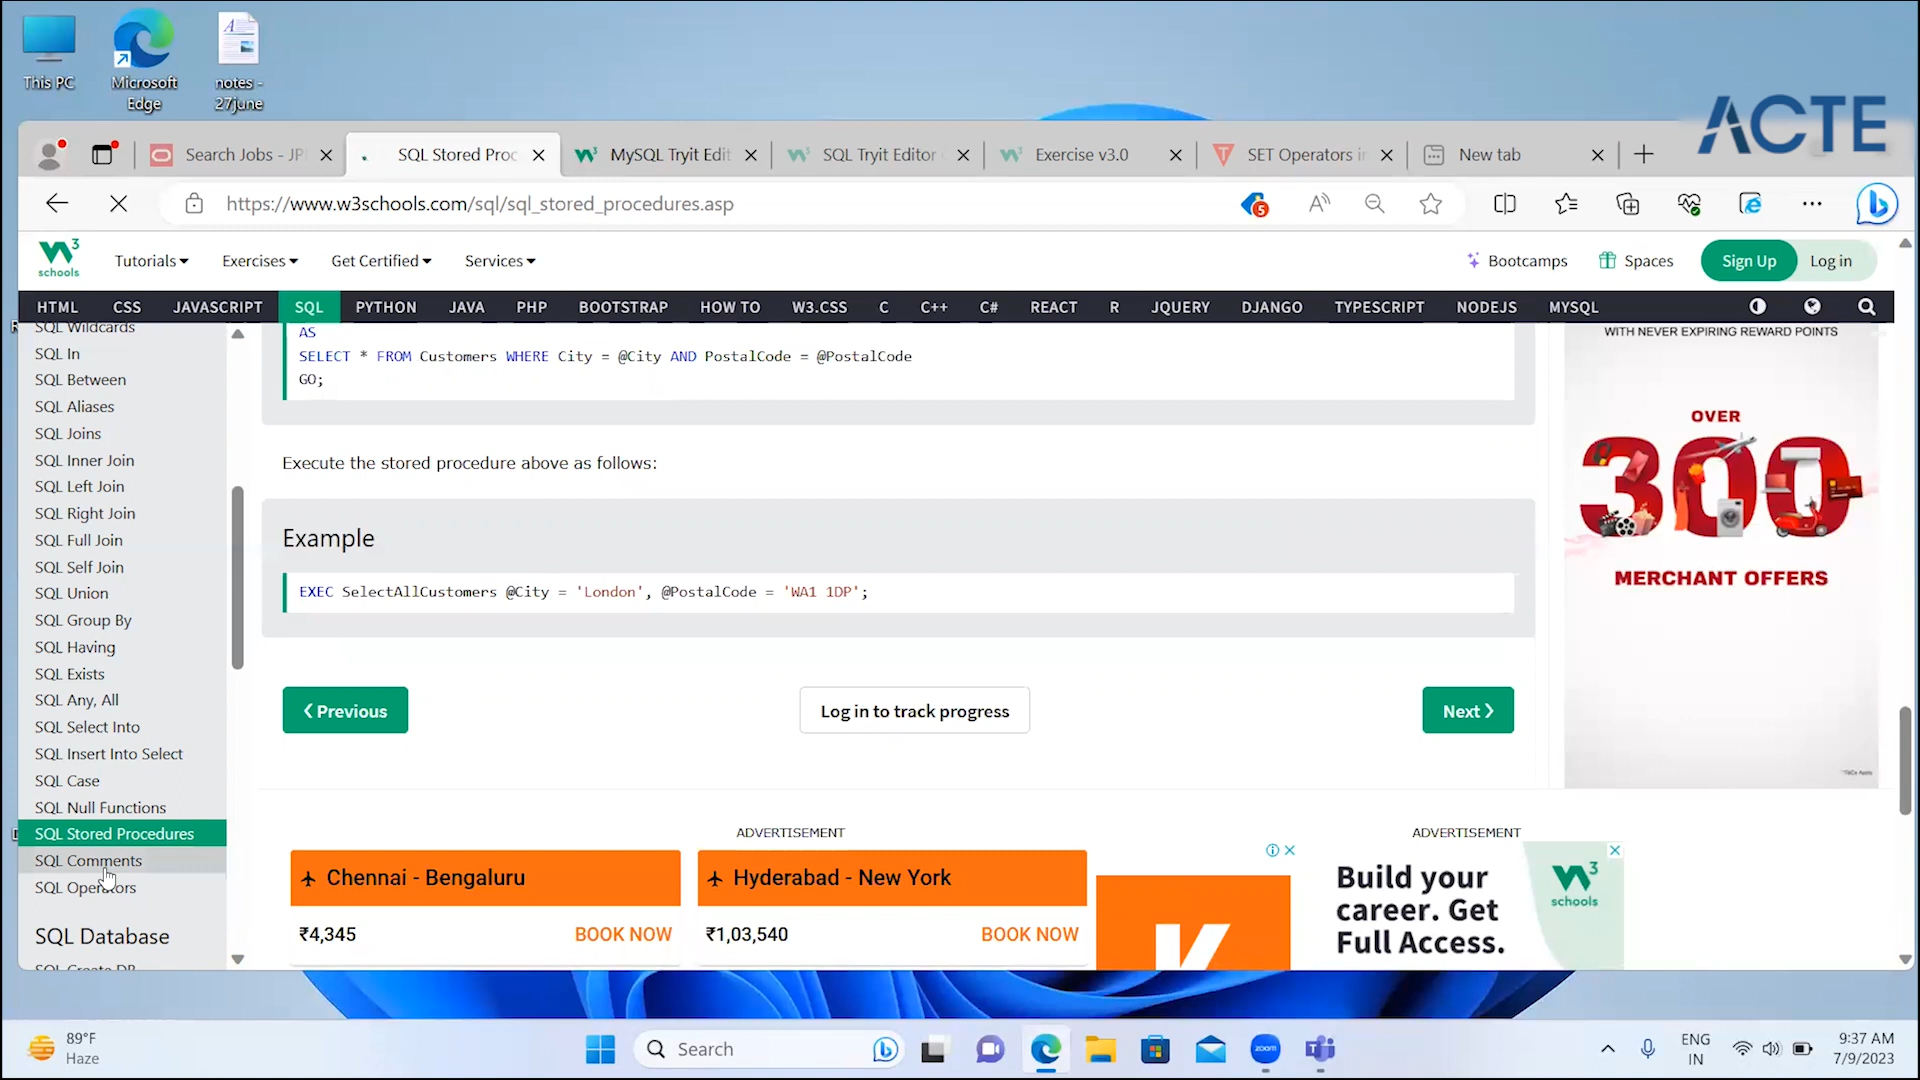 This PC
Microsoft
Edge
notes -
27june
ACTE
Search Jobs - JP
SQL Stored Proc
MySQL Tryit Edit
SQL Tryit Editor
Exercise v3.0
SET Operators in
New tab
https://www.w3schools.com/sql/sql_stored_procedures.asp
5
W3
schools
Tutorials
Exercises
Get Certified
Services
Bootcamps
Spaces
Sign Up
Log in
HTML
CSS
JAVASCRIPT
SQL
PYTHON
JAVA
PHP
BOOTSTRAP
HOW TO
W3.CSS
C
C++
C#
REACT
R
JQUERY
DJANGO
TYPESCRIPT
NODEJS
MYSQL
SQL Wildcards
SQL In
SQL Between
SQL Aliases
SQL Joins
SQL Inner Join
SQL Left Join
SQL Right Join
SQL Full Join
SQL Self Join
SQL Union
SQL Group By
SQL Having
SQL Exists
SQL Any, All
SQL Select Into
SQL Insert Into Select
SQL Case
SQL Null Functions
SQL Stored Procedures
SQL Comments
SQL Operators
SQL Database
SQL Create DB
AS
SELECT * FROM Customers WHERE City = @City AND PostalCode = @PostalCode
GO;
Execute the stored procedure above as follows:
Example
EXEC SelectAllCustomers @City = 'London', @PostalCode = 'WA1 1DP';
❮ Previous
Log in to track progress
Next ❯
WITH NEVER EXPIRING REWARD POINTS
OVER
300
MERCHANT OFFERS
*T&Cs Apply
ADVERTISEMENT
Chennai - Bengaluru
₹4,345
BOOK NOW
Hyderabad - New York
₹1,03,540
BOOK NOW
ADVERTISEMENT
Build your
career. Get
Full Access.
W3
schools
89°F
Haze
Search
zoom
ENG
IN
9:37 AM
7/9/2023